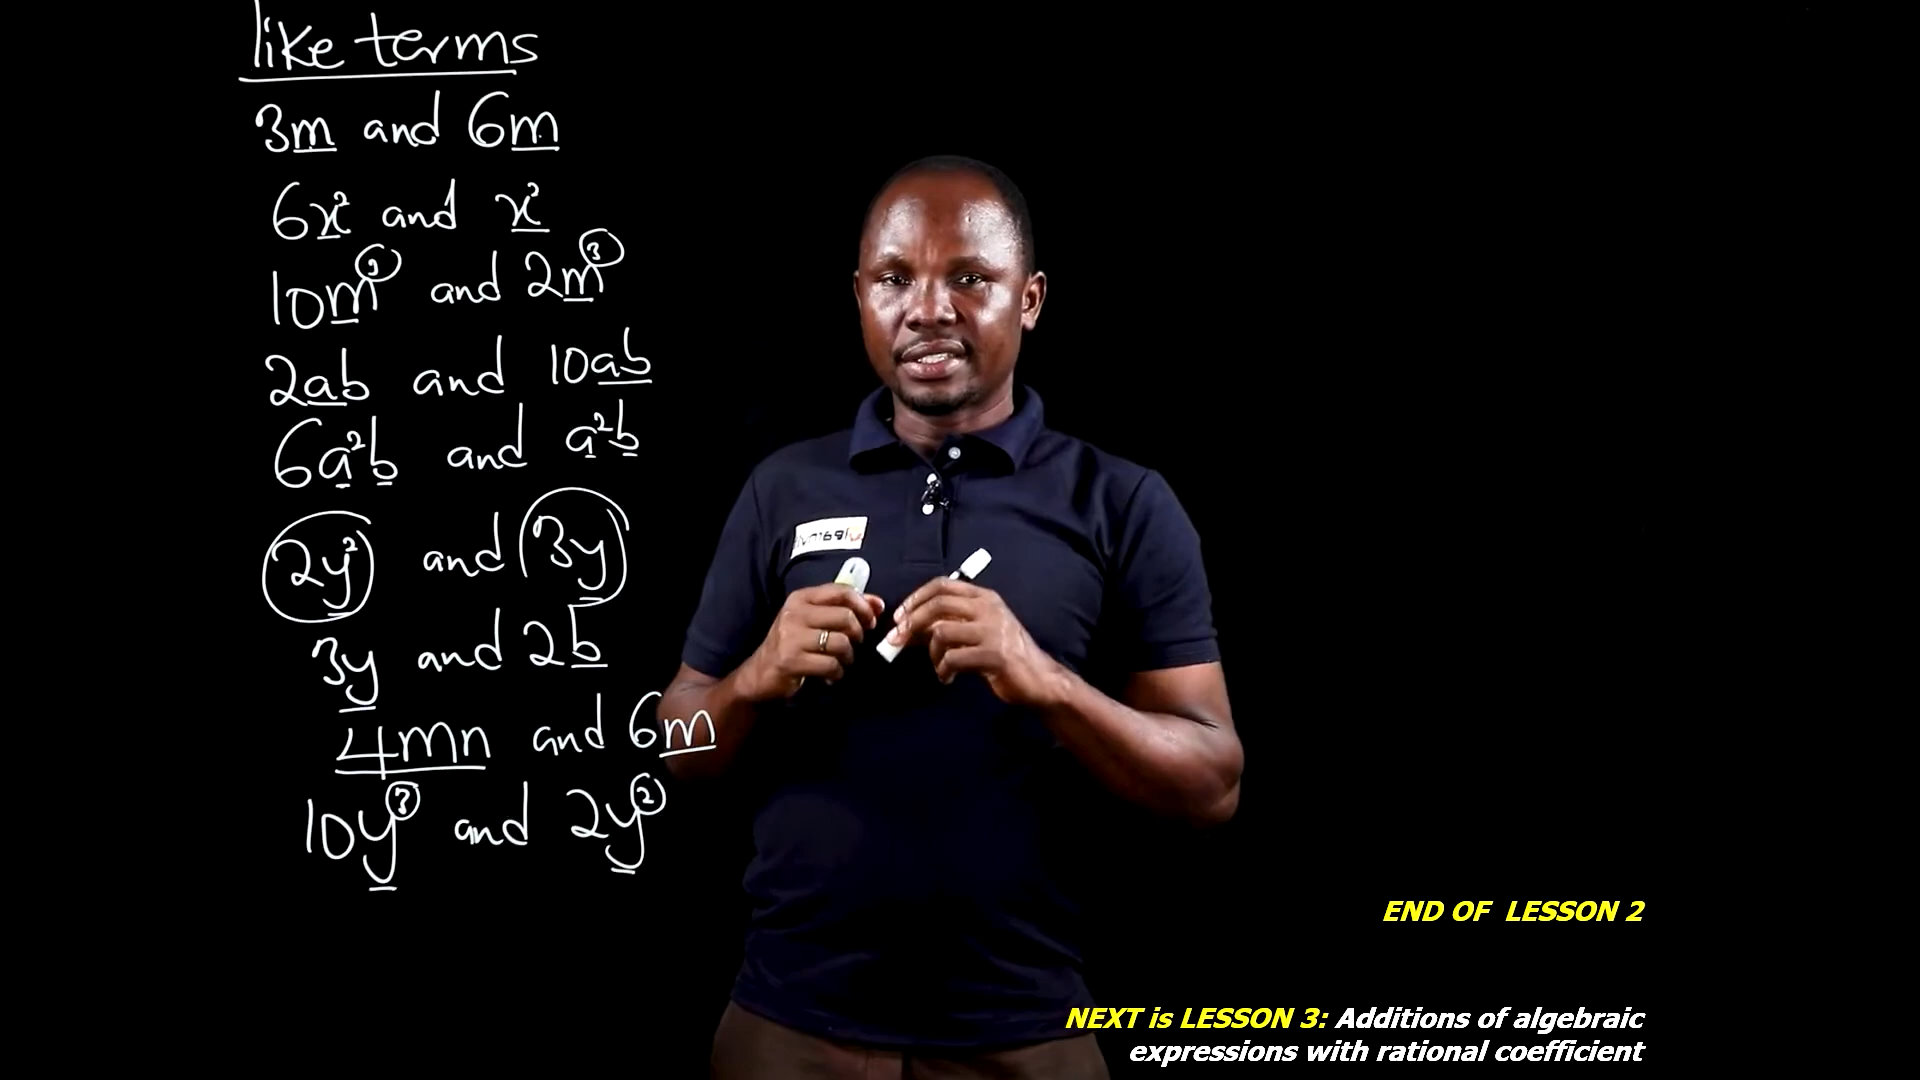 like terms
3m and 6m
6x² and x²
10m³ and 2m³
2ab and 10ab
6a²b and a²b
2y² and 3y
3y and 2b
4mn and 6m
10y³ and 2y²
END OF LESSON 2
NEXT is LESSON 3: Additions of algebraic
expressions with rational coefficient